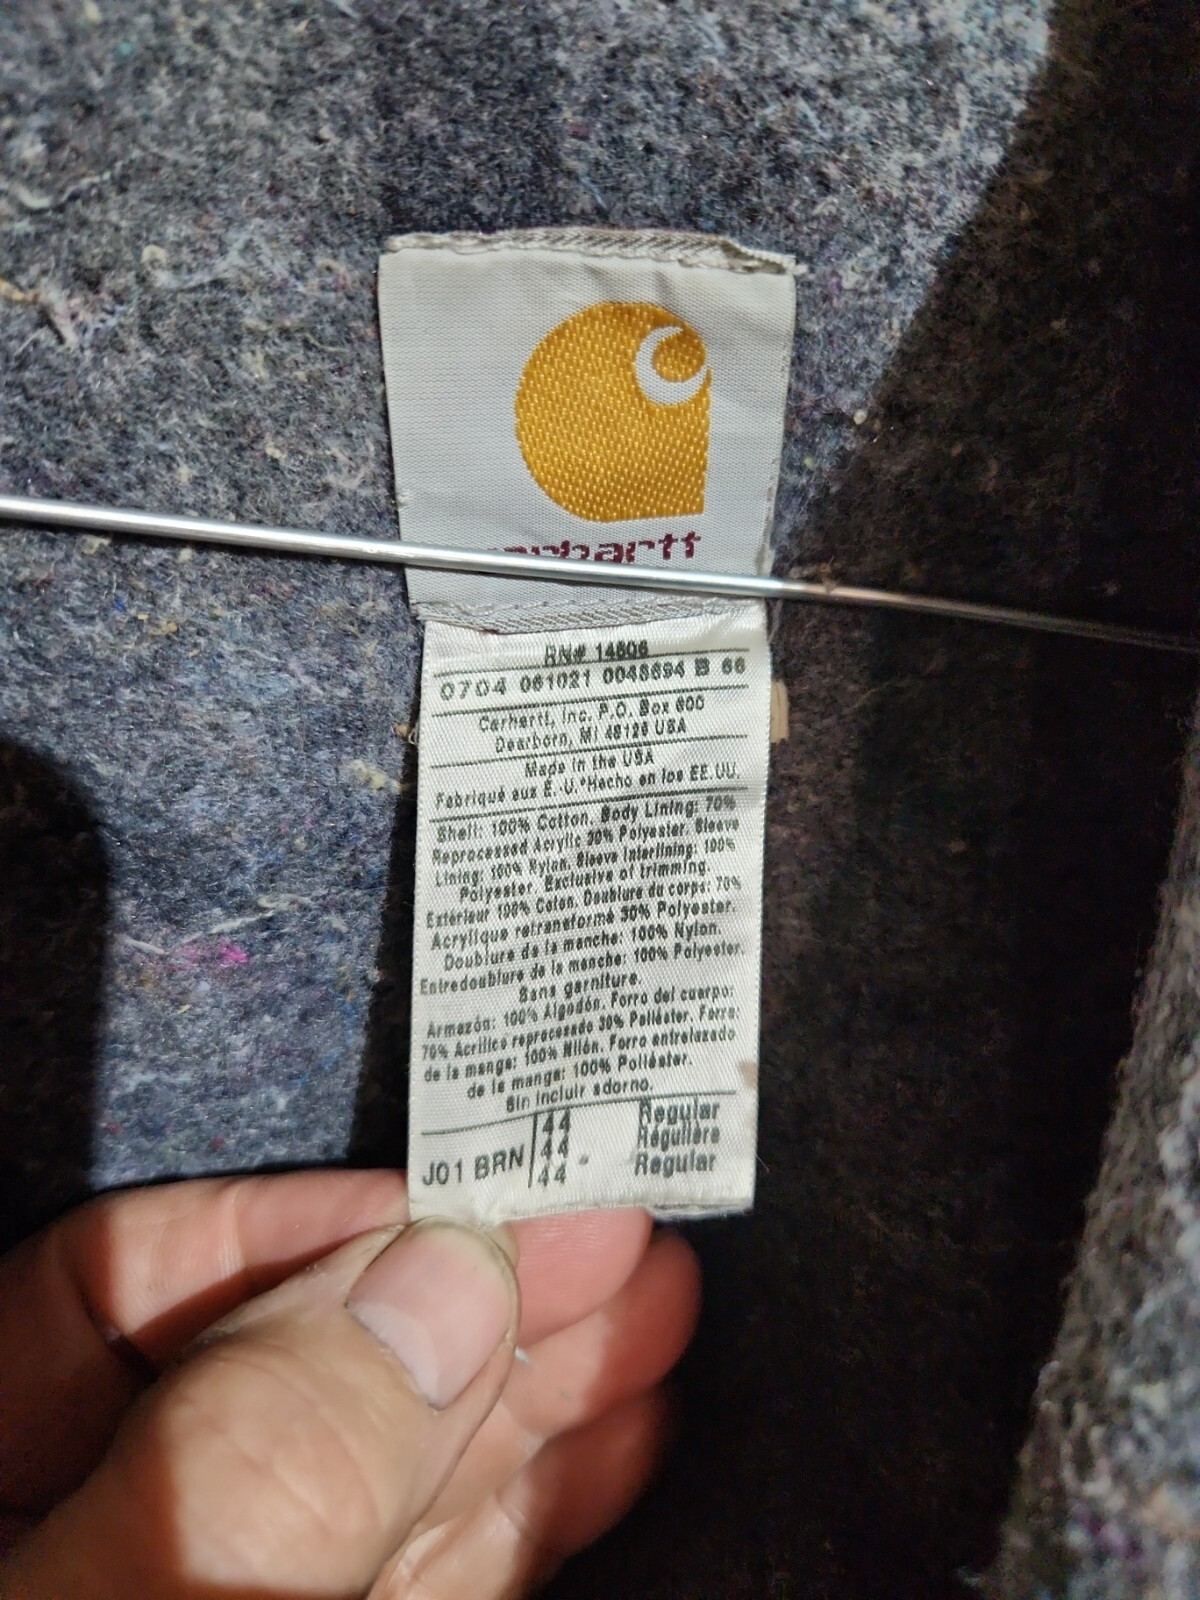 carhartt
RN# 14806
0704 061021 0048694 B 66
Carhartt, Inc, P.O. Box 600
Dearborn, MI 48126 USA
Made in the USA
Fabriqué aux É.-U.*Hecho en los EE.UU.
Shell: 100% Cotton. Body Lining: 70%
Reprocessed Acrylic 30% Polyester. Sleeve
Lining: 100% Nylon. Sleeve Interlining: 100%
Polyester. Exclusive of trimming.
Extérieur 100% Coton. Doublure du corps: 70%
Acrylique retransformé 30% Polyester.
Doublure de la manche: 100% Nylon.
Entredoublure de la manche: 100% Polyester.
Sans garniture.
Armazón: 100% Algodón. Forro del cuerpo:
70% Acrílico reprocesado 30% Poliéster. Forro:
de la manga: 100% Nilón. Forro entrelazado
de la manga: 100% Poliéster.
Sin incluir adorno.
44 Regular
44 Régulière
J01 BRN 44 - Regular